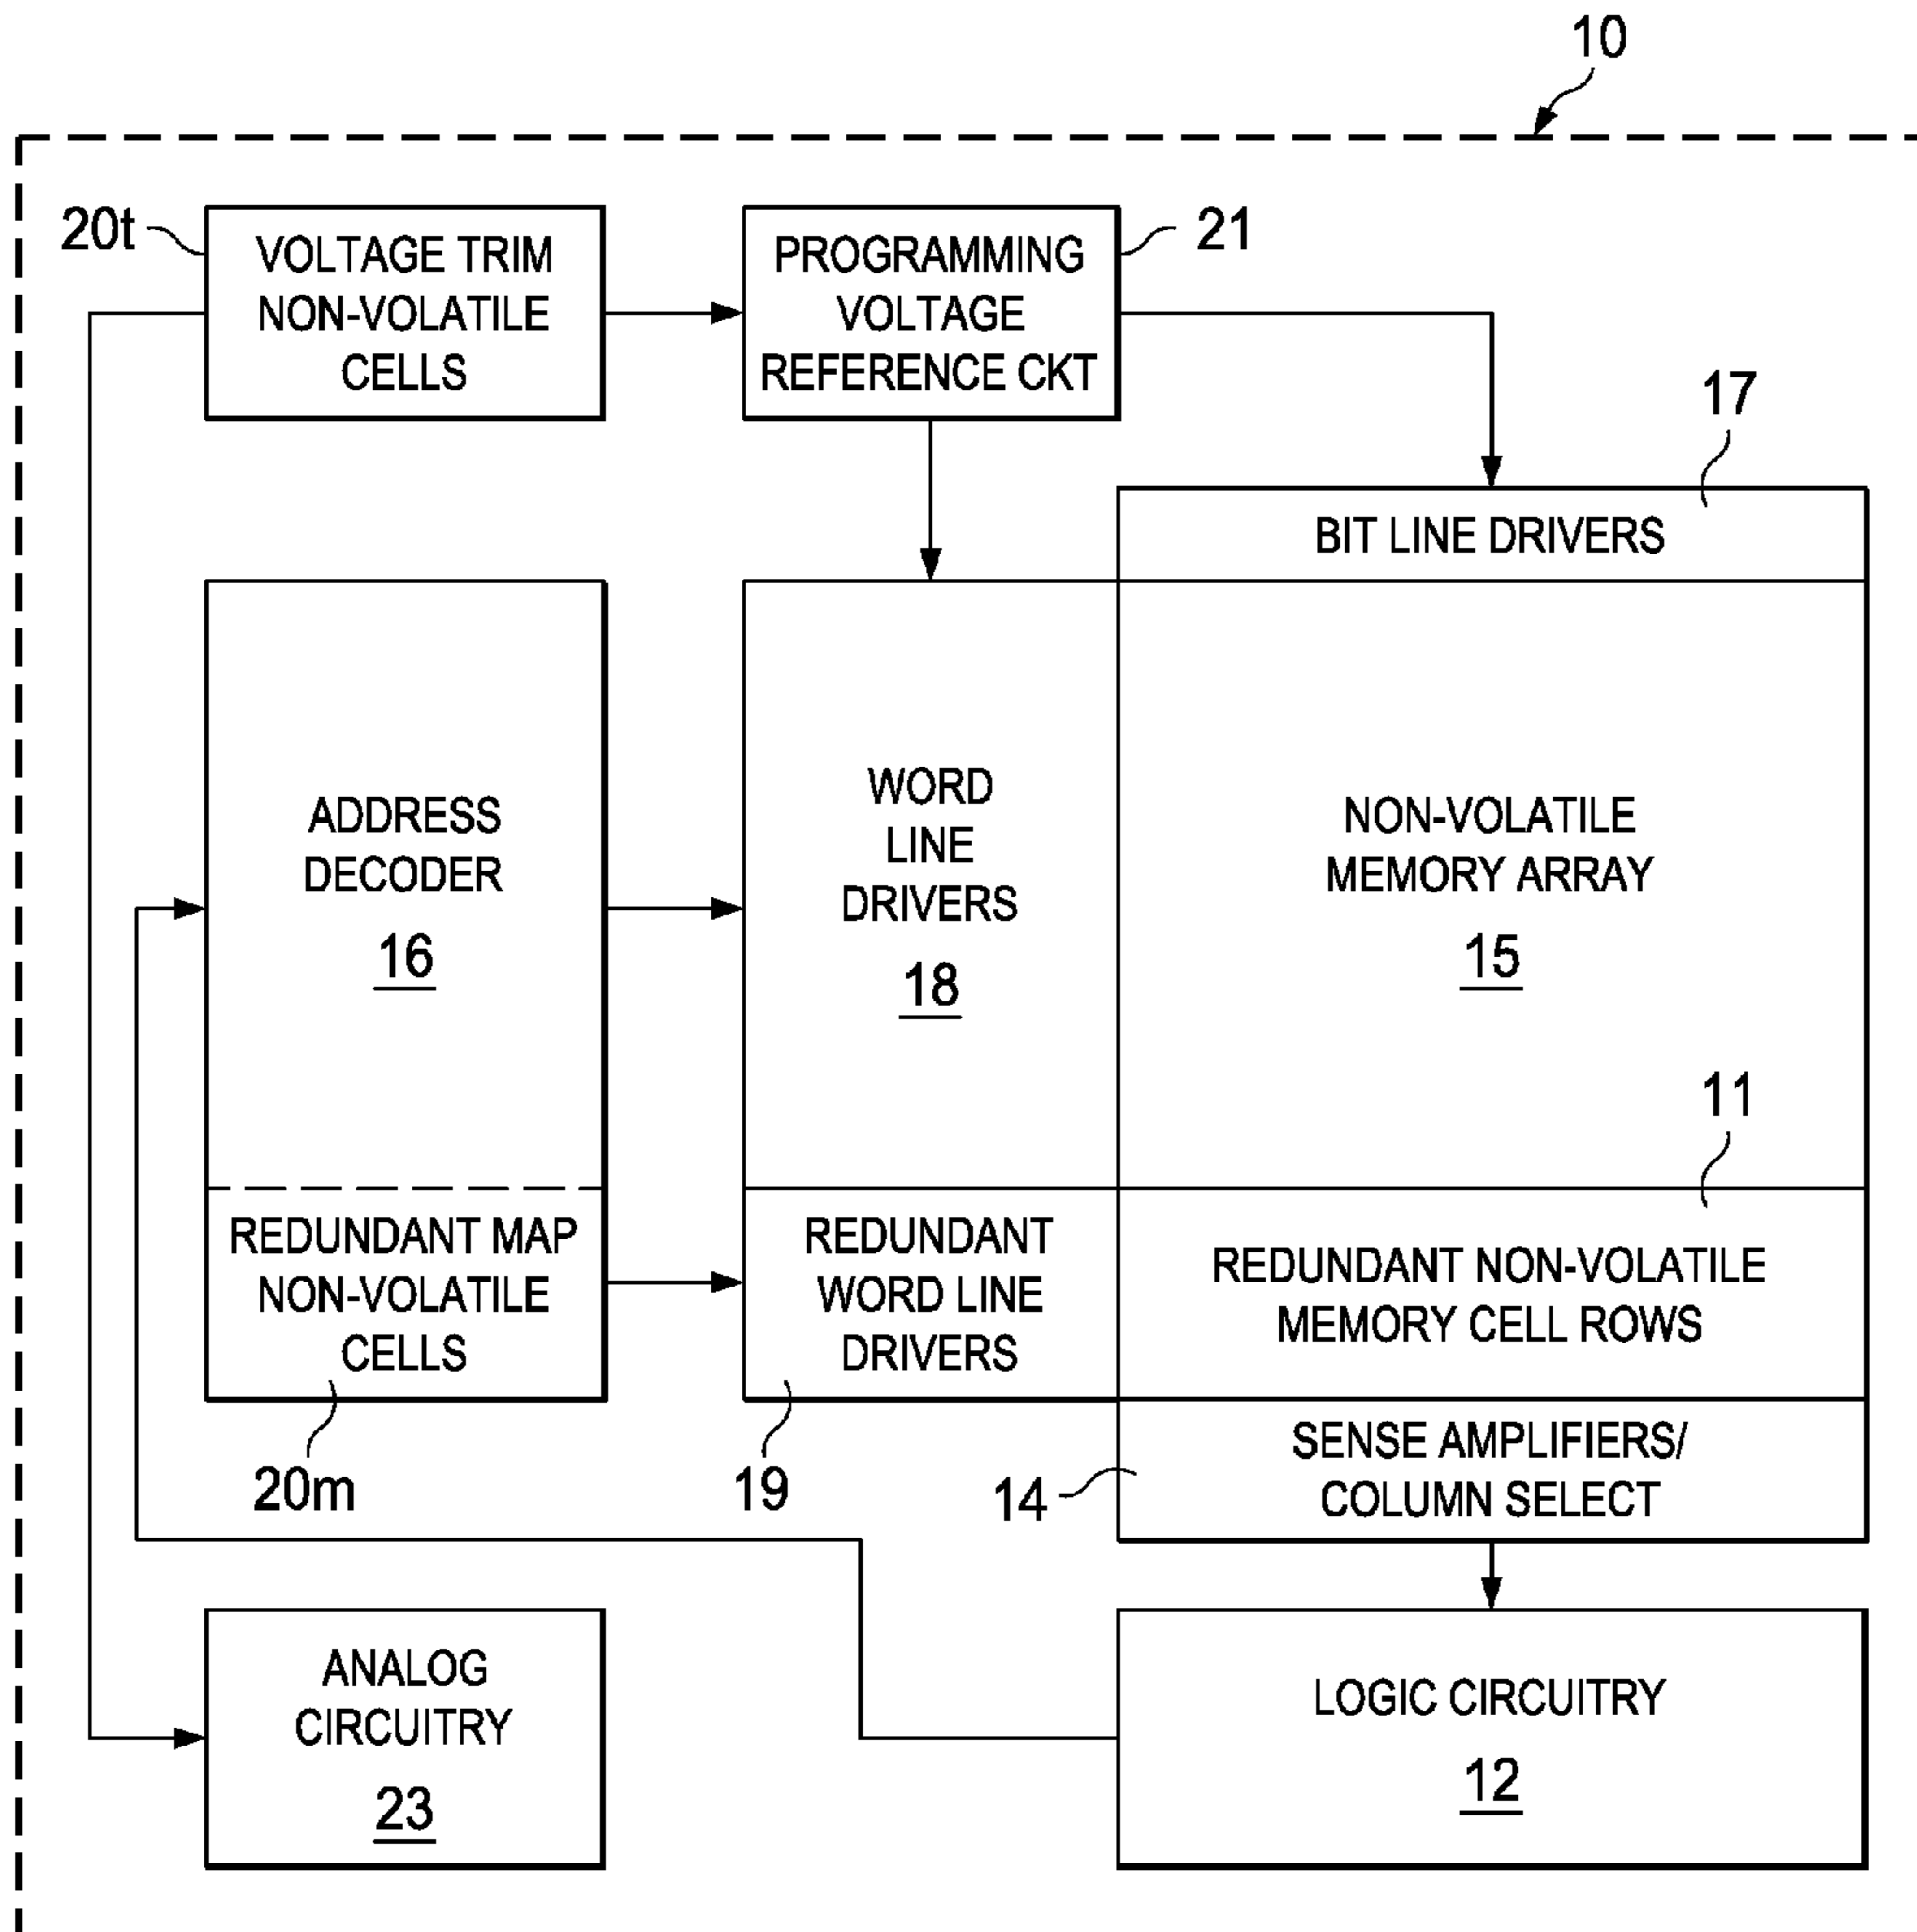 10
20t
VOLTAGE TRIM
NON-VOLATILE
CELLS
PROGRAMMING
VOLTAGE
REFERENCE CKT
21
17
BIT LINE DRIVERS
ADDRESS
DECODER
16
WORD
LINE
DRIVERS
18
NON-VOLATILE
MEMORY ARRAY
15
11
REDUNDANT MAP
NON-VOLATILE
CELLS
20m
REDUNDANT
WORD LINE
DRIVERS
19
REDUNDANT NON-VOLATILE
MEMORY CELL ROWS
14
SENSE AMPLIFIERS/
COLUMN SELECT
ANALOG
CIRCUITRY
23
LOGIC CIRCUITRY
12